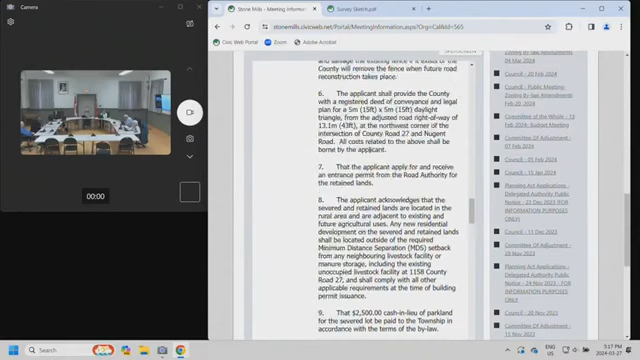 Camera
00:00
Stone Mills - Meeting Informati
Survey Sketch.pdf
stonemills.civicweb.net/Portal/MeetingInformation.aspx?Org=Cal&Id=565
Civic Web Portal
Zoom
Adobe Acrobat
and damage the existing fence if it exists or the
County will remove the fence when future road
reconstruction takes place.
6. The applicant shall provide the County
with a registered deed of conveyance and legal
plan for a 5m (15ft) x 5m (15ft) daylight
triangle, from the adjusted road right-of-way of
13.1m (43ft), at the northwest corner of the
intersection of County Road 27 and Nugent
Road. All costs related to the above shall be
borne by the applicant.
7. That the applicant apply for and receive
an entrance permit from the Road Authority for
the retained lands.
8. The applicant acknowledges that the
severed and retained lands are located in the
rural area and are adjacent to existing and
future agricultural uses. Any new residential
development on the severed and retained lands
shall be located outside of the required
Minimum Distance Separation (MDS) setback
from any neighbouring livestock facility or
manure storage, including the existing
unoccupied livestock facility at 1158 County
Road 27, and shall comply with all other
applicable requirements at the time of building
permit issuance.
9. That $2,500.00 cash-in-lieu of parkland
for the severed lot be paid to the Township in
accordance with the terms of the by-law.
Zoning By-law Amendments
04 Mar 2024
Council - 20 Feb 2024
Council - Public Meeting-
Zoning By-law Amendments
Feb 20, 2024
Committee of the Whole - 13
February 2024- Budget
Meeting
Committee Of Adjustment -
07 Feb 2024
Council - 05 Feb 2024
Council - 15 Jan 2024
Planning Act Applications -
Delegated Authority Public
Notice - 22 Dec 2023 (FOR
INFORMATION PURPOSES
ONLY)
Council - 11 Dec 2023
Committee Of Adjustment -
29 Nov 2023
Planning Act Applications -
Delegated Authority Public
Notice - 24 Nov 2023 - FOR
INFORMATION PURPOSES
ONLY
Council - 20 Nov 2023
Committee Of Adjustment -
15 Nov 2023
Search
ENG
US
5:17 PM
2024-03-27